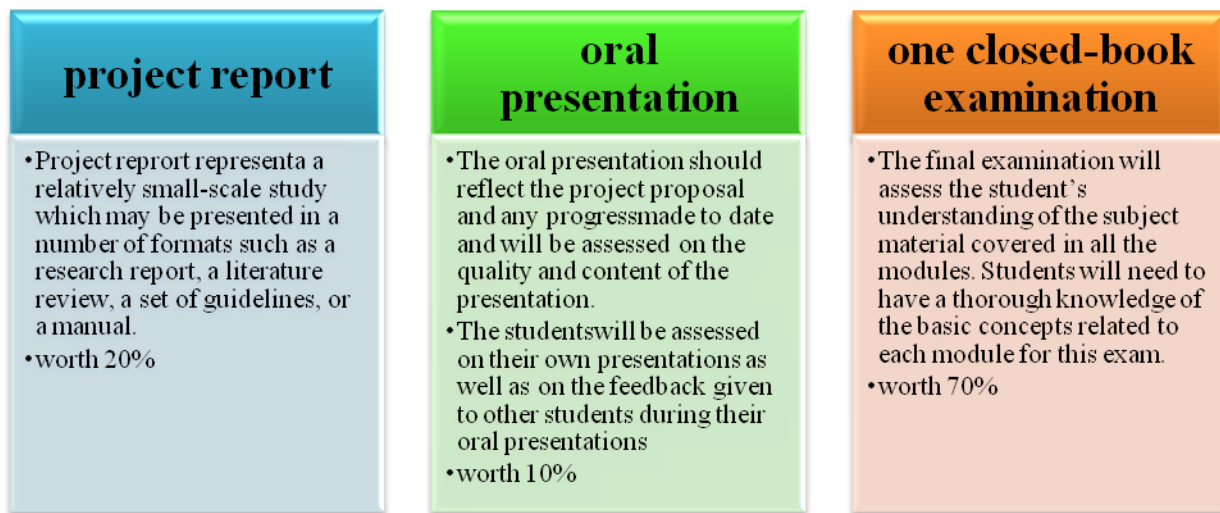 project report
•Project reprort representa a
relatively small-scale study
which may be presented in a
number of formats such as a
research report, a literature
review, a set of guidelines, or
a manual.
•worth 20%
oral
presentation
•The oral presentation should
reflect the project proposal
and any progressmade to date
and will be assessed on the
quality and content of the
presentation.
•The studentswill be assessed
on their own presentations as
well as on the feedback given
to other students during their
oral presentations
•worth 10%
one closed-book
examination
•The final examination will
assess the student’s
understanding of the subject
material covered in all the
modules. Students will need to
have a thorough knowledge of
the basic concepts related to
each module for this exam.
•worth 70%